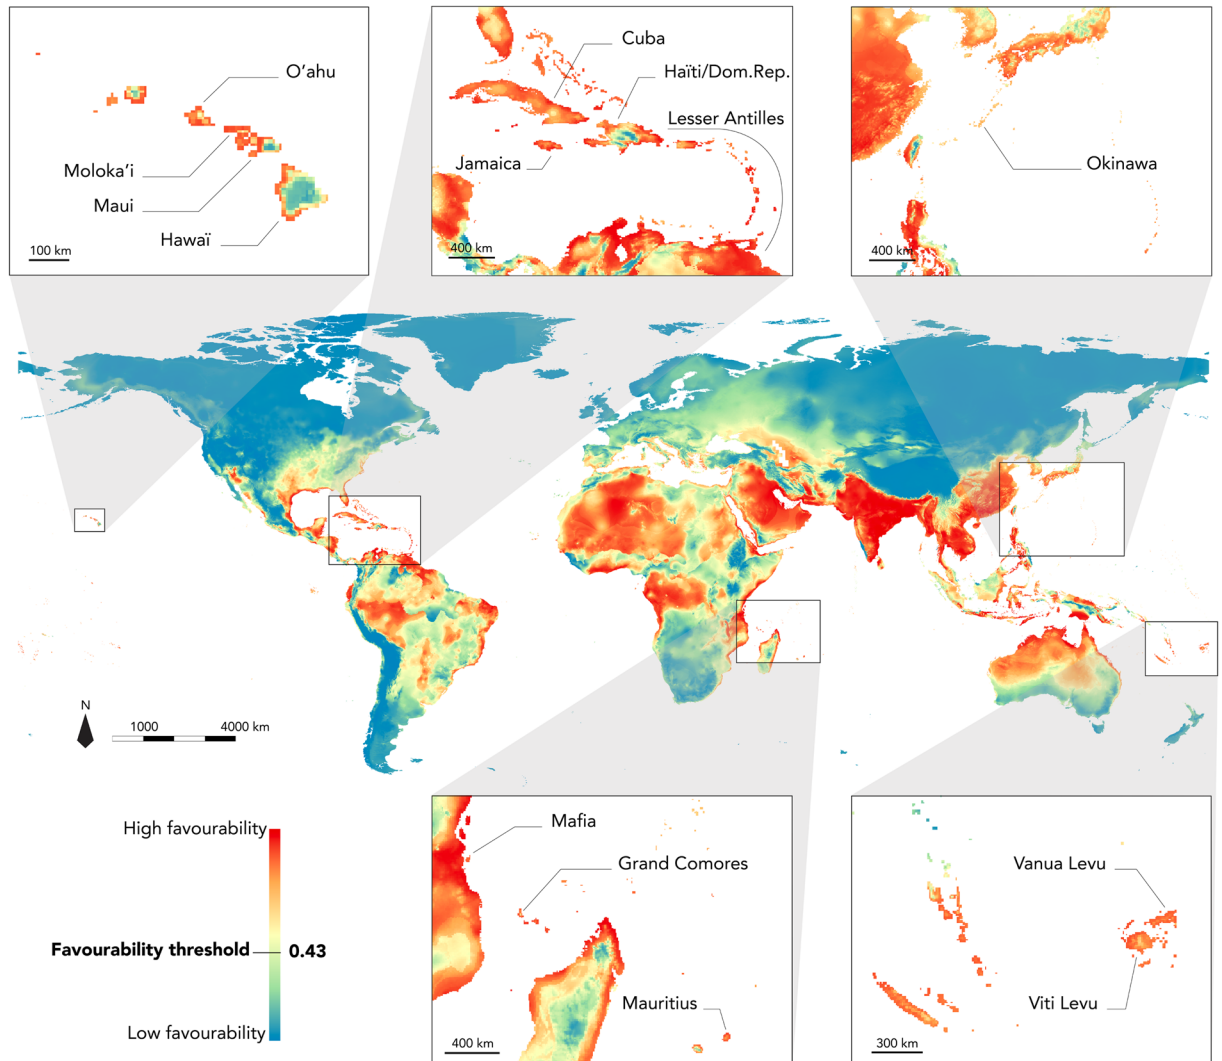 O‘ahu
Moloka’i
Maui
Hawaï
100 km
Cuba
Haïti/Dom.Rep.
Lesser Antilles
Jamaica
400 km
Okinawa
400 km
N
1000
4000 km
High favourability
Favourability threshold
0.43
Low favourability
Mafia
Grand Comores
Mauritius
400 km
Vanua Levu
Viti Levu
300 km